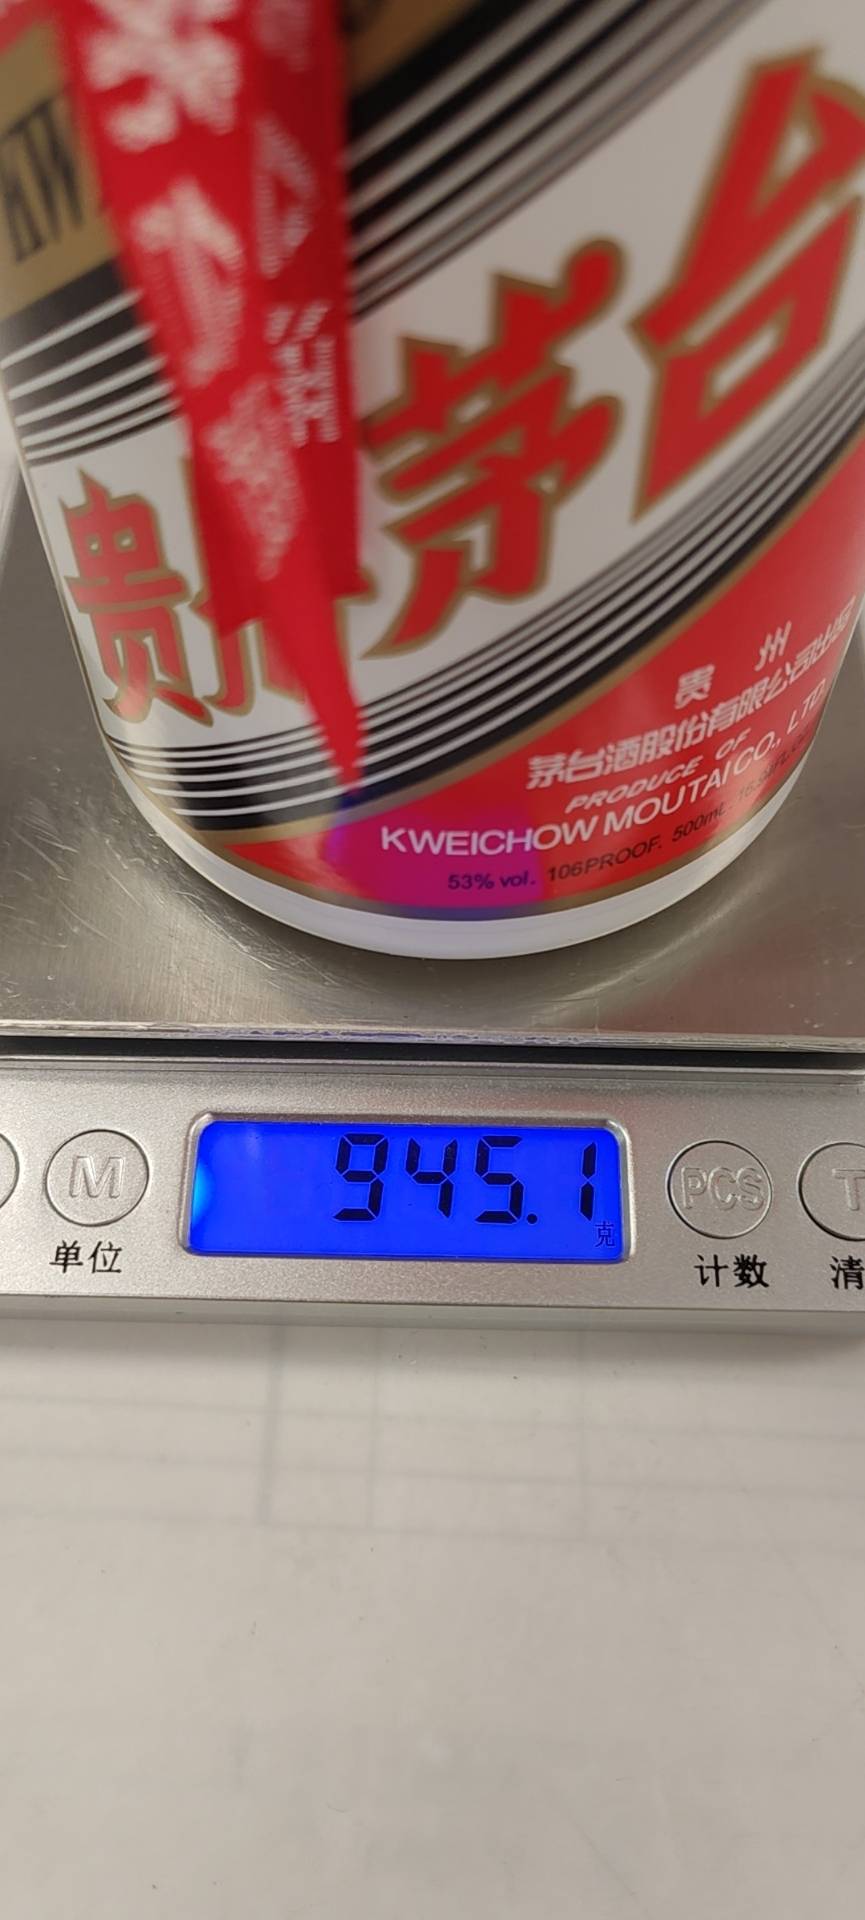 KW
贵州茅台
贵州
茅台酒股份有限公司出品
PRODUCE OF
KWEICHOW MOUTAI CO., LTD
53% vol. 106PROOF. 500mL
945.1
克
M
PCS
T
单位
计数
清